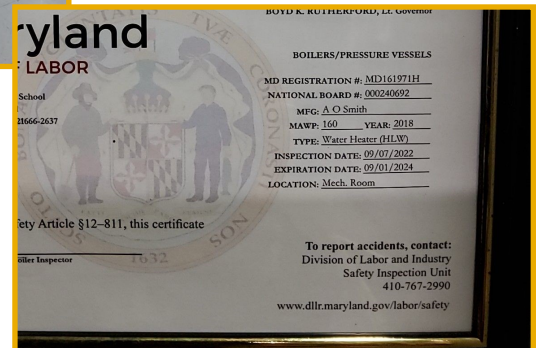 BOYD K. RUTHERFORD, Lt. Governor
ryland
LABOR
BOILERS/PRESSURE VESSELS
School
21666-2637
MD REGISTRATION #: MD161971H
NATIONAL BOARD #: 000240692
MFG: A O Smith
MAWP: 160 YEAR: 2018
TYPE: Water Heater (HLW)
INSPECTION DATE: 09/07/2022
EXPIRATION DATE: 09/01/2024
LOCATION: Mech. Room
fety Article §12–811, this certificate
oiler Inspector
1632
To report accidents, contact:
Division of Labor and Industry
Safety Inspection Unit
410-767-2990
www.dllr.maryland.gov/labor/safety